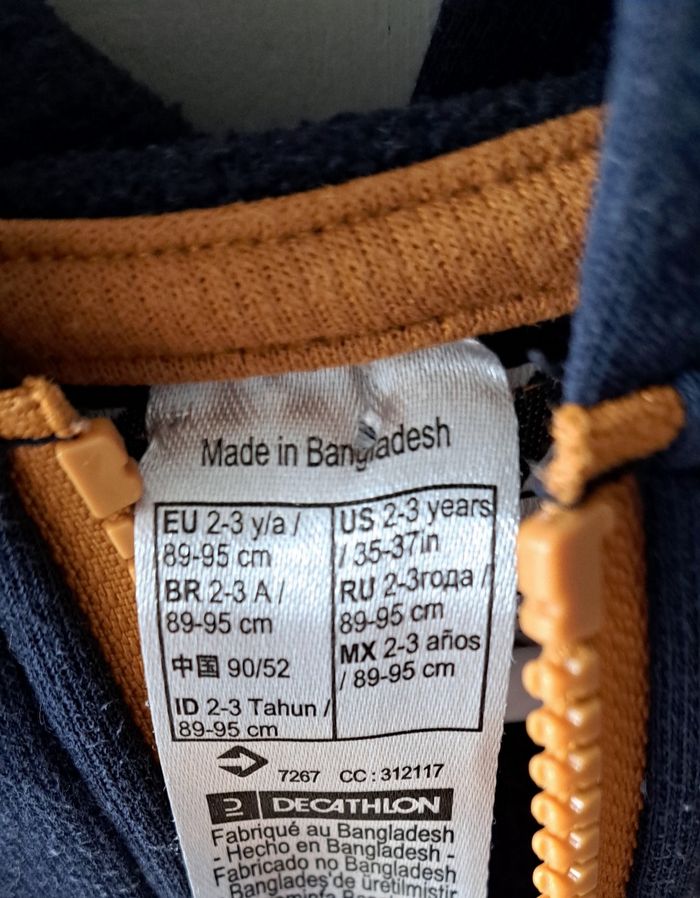 Made in Bangladesh
EU 2-3 y/a /
89-95 cm
BR 2-3 A /
89-95 cm
中国 90/52
ID 2-3 Tahun /
89-95 cm
US 2-3 years
/ 35-37in
RU 2-3года /
89-95 cm
MX 2-3 años
/ 89-95 cm
7267 CC : 312117
DECATHLON
Fabriqué au Bangladesh
- Hecho en Bangladesh -
Fabricado no Bangladesh
Banglades'de üretilmiştir